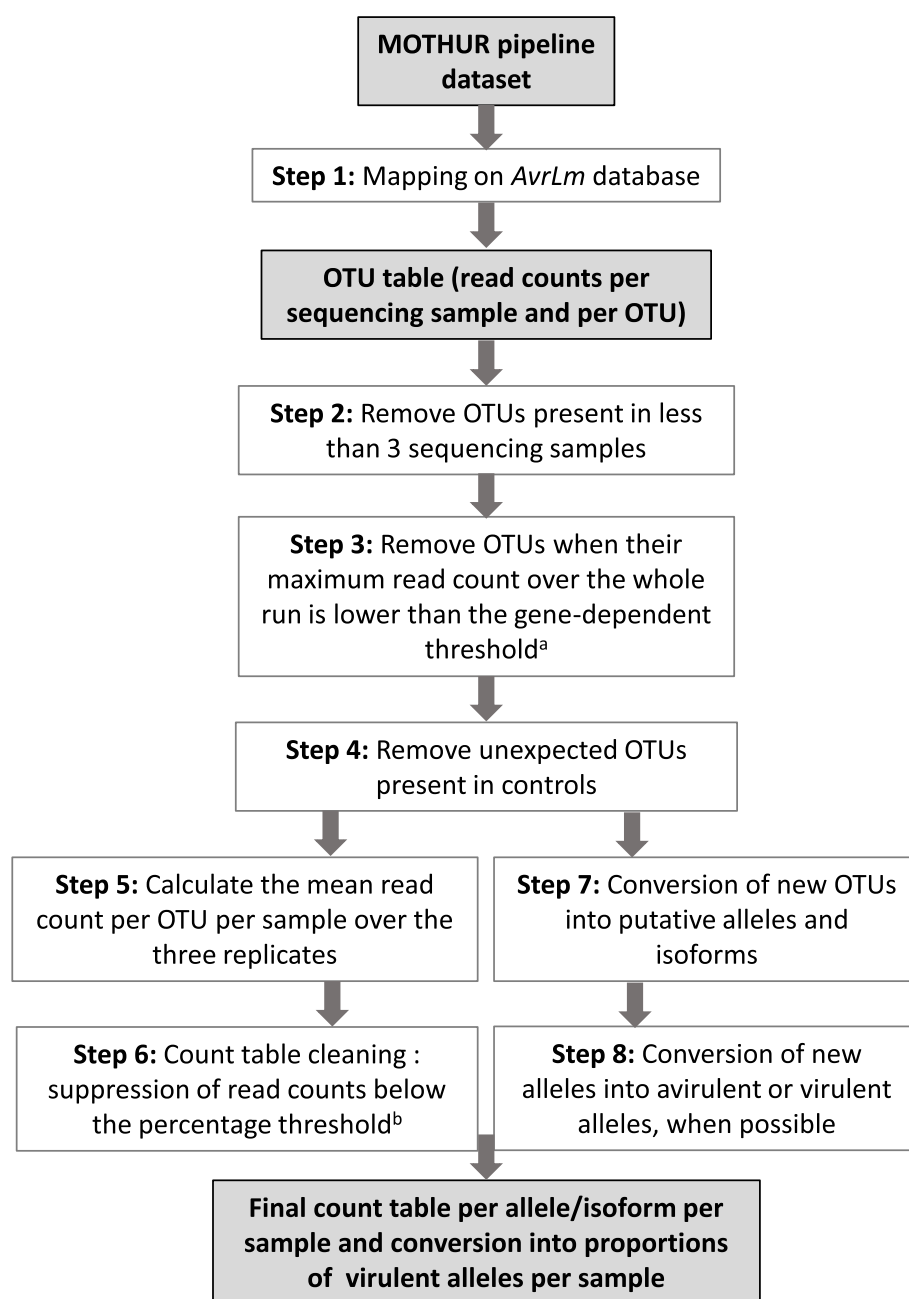 MOTHUR pipeline
dataset
Step 1: Mapping on AvrLm database
OTU table (read counts per
sequencing sample and per OTU)
Step 2: Remove OTUs present in less
than 3 sequencing samples
Step 3: Remove OTUs when their
maximum read count over the whole
run is lower than the gene-dependent
thresholdᵃ
Step 4: Remove unexpected OTUs
present in controls
Step 5: Calculate the mean read
count per OTU per sample over the
three replicates
Step 7: Conversion of new OTUs
into putative alleles and
isoforms
Step 6: Count table cleaning :
suppression of read counts below
the percentage thresholdᵇ
Step 8: Conversion of new
alleles into avirulent or virulent
alleles, when possible
Final count table per allele/isoform per
sample and conversion into proportions
of virulent alleles per sample